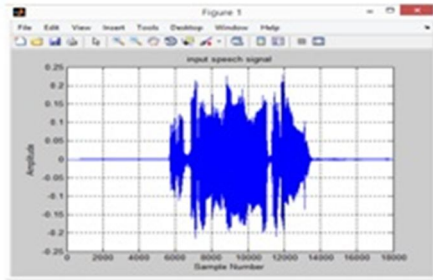 Figure 1
File Edit View Insert Tools Desktop Window Help
input speech signal
Amplitude
0.25
0.2
0.15
0.1
0.05
0
-0.05
-0.1
-0.15
-0.2
-0.25
0 2000 4000 6000 8000 10000 12000 14000 16000 18000
Sample Number